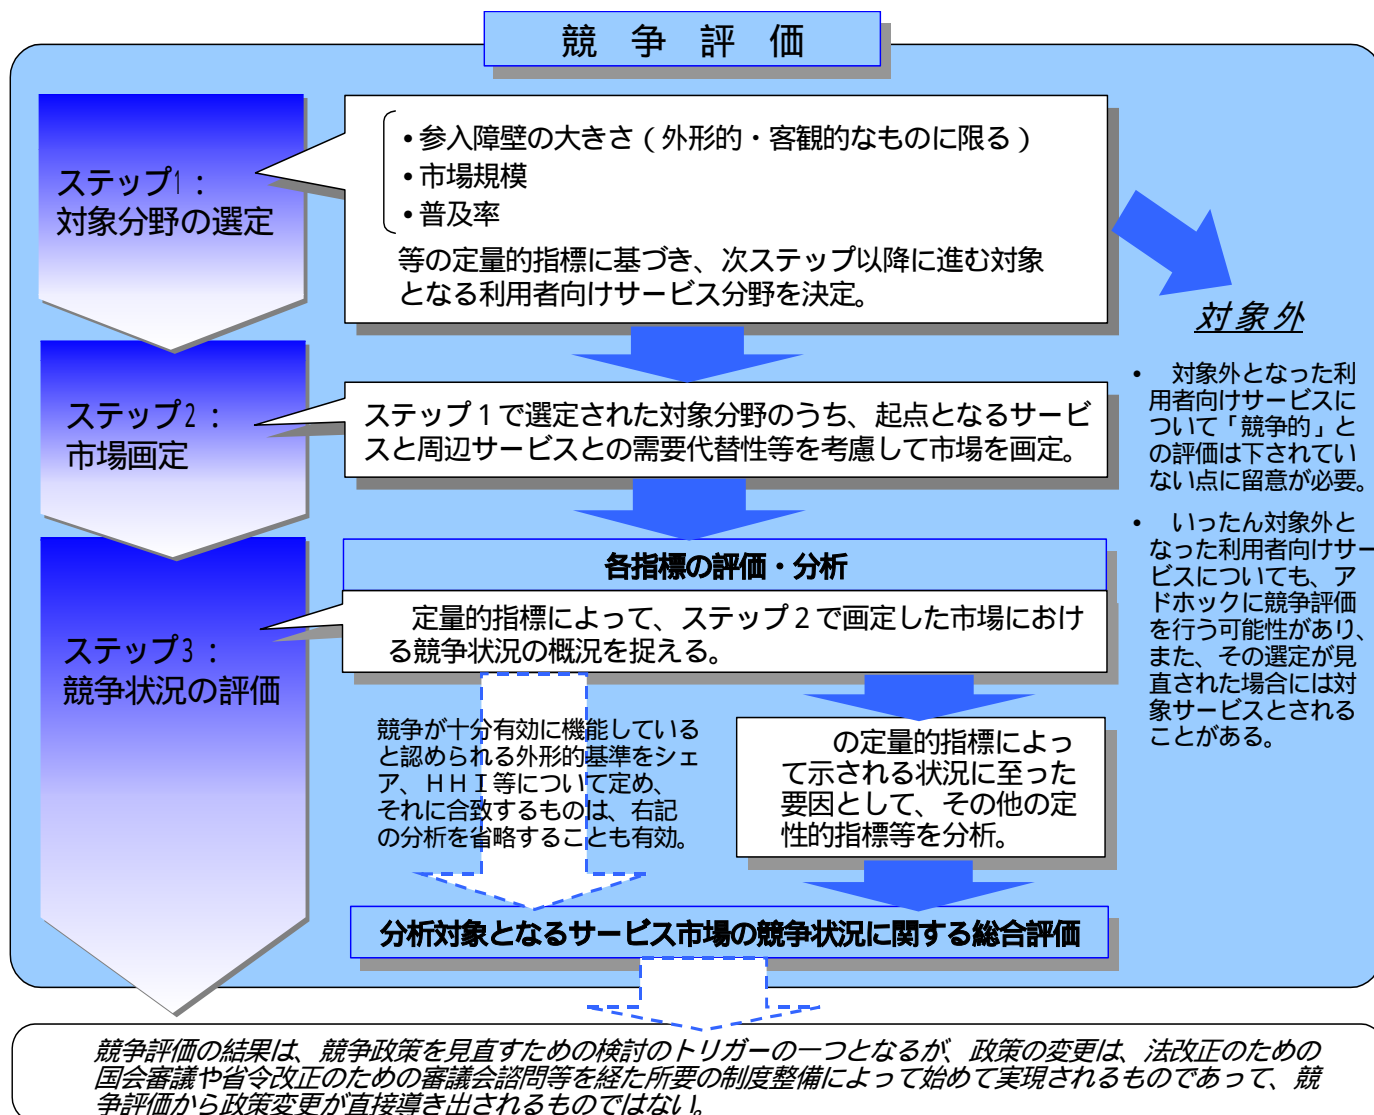 競 争 評 価
ステップ1：
対象分野の選定
・参入障壁の大きさ（外形的・客観的なものに限る）
・市場規模
・普及率
等の定量的指標に基づき、次ステップ以降に進む対象
となる利用者向けサービス分野を決定。
対象外
・ 対象外となった利
用者向けサービスに
ついて「競争的」と
の評価は下されてい
ない点に留意が必要。
・ いったん対象外と
なった利用者向けサー
ビスについても、ア
ドホックに競争評価
を行う可能性があり、
また、その選定が見
直された場合には対
象サービスとされる
ことがある。
ステップ2：
市場画定
ステップ１で選定された対象分野のうち、起点となるサービ
スと周辺サービスとの需要代替性等を考慮して市場を画定。
ステップ3：
競争状況の評価
各指標の評価・分析
定量的指標によって、ステップ２で画定した市場におけ
る競争状況の概況を捉える。
競争が十分有効に機能している
と認められる外形的基準をシェ
ア、ＨＨＩ等について定め、
それに合致するものは、右記
の分析を省略することも有効。
の定量的指標によっ
て示される状況に至った
要因として、その他の定
性的指標等を分析。
分析対象となるサービス市場の競争状況に関する総合評価
競争評価の結果は、競争政策を見直すための検討のトリガーの一つとなるが、政策の変更は、法改正のための
国会審議や省令改正のための審議会諮問等を経た所要の制度整備によって始めて実現されるものであって、競
争評価から政策変更が直接導き出されるものではない。